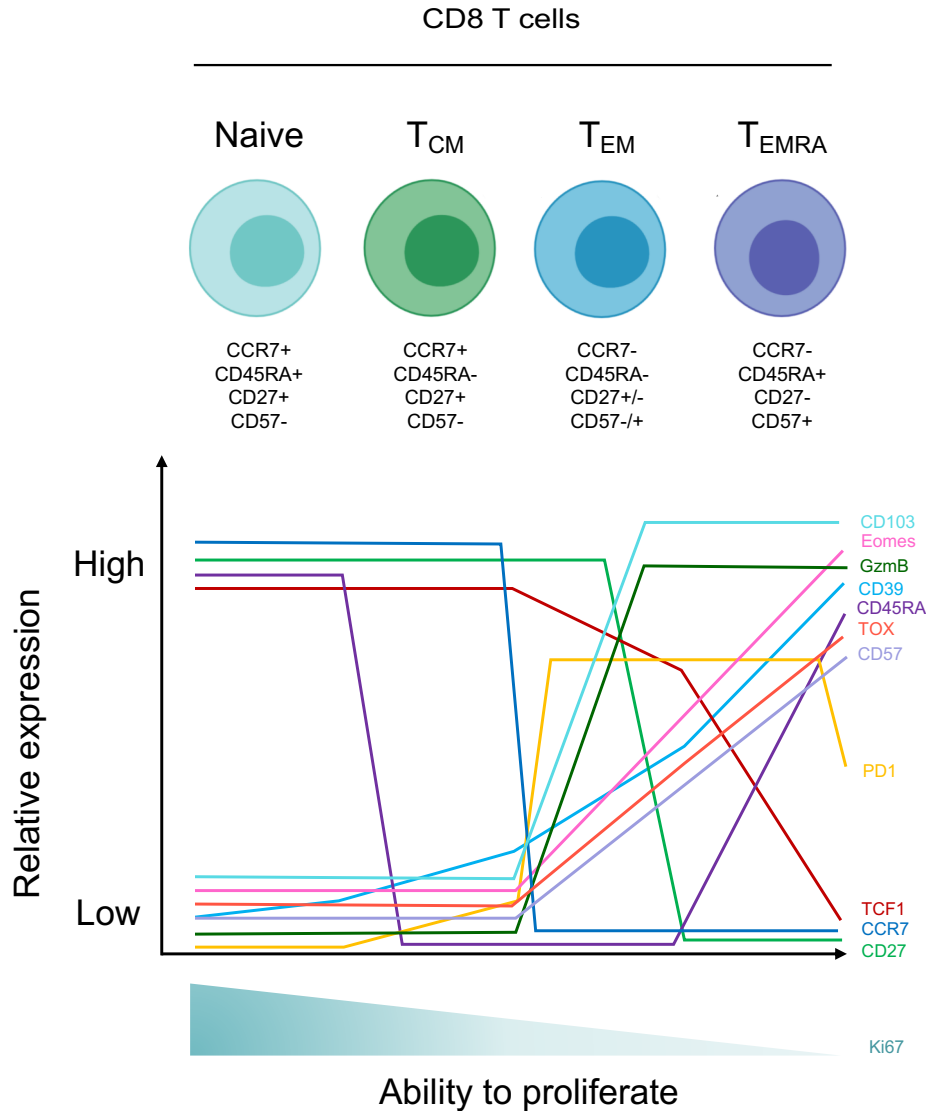 CD8 T cells
Naive
TCM
TEM
TEMRA
CCR7+
CD45RA+
CD27+
CD57-
CCR7+
CD45RA-
CD27+
CD57-
CCR7-
CD45RA-
CD27+/-
CD57-/+
CCR7-
CD45RA+
CD27-
CD57+
High
Low
Relative expression
CD103
Eomes
GzmB
CD39
CD45RA
TOX
CD57
PD1
TCF1
CCR7
CD27
Ki67
Ability to proliferate